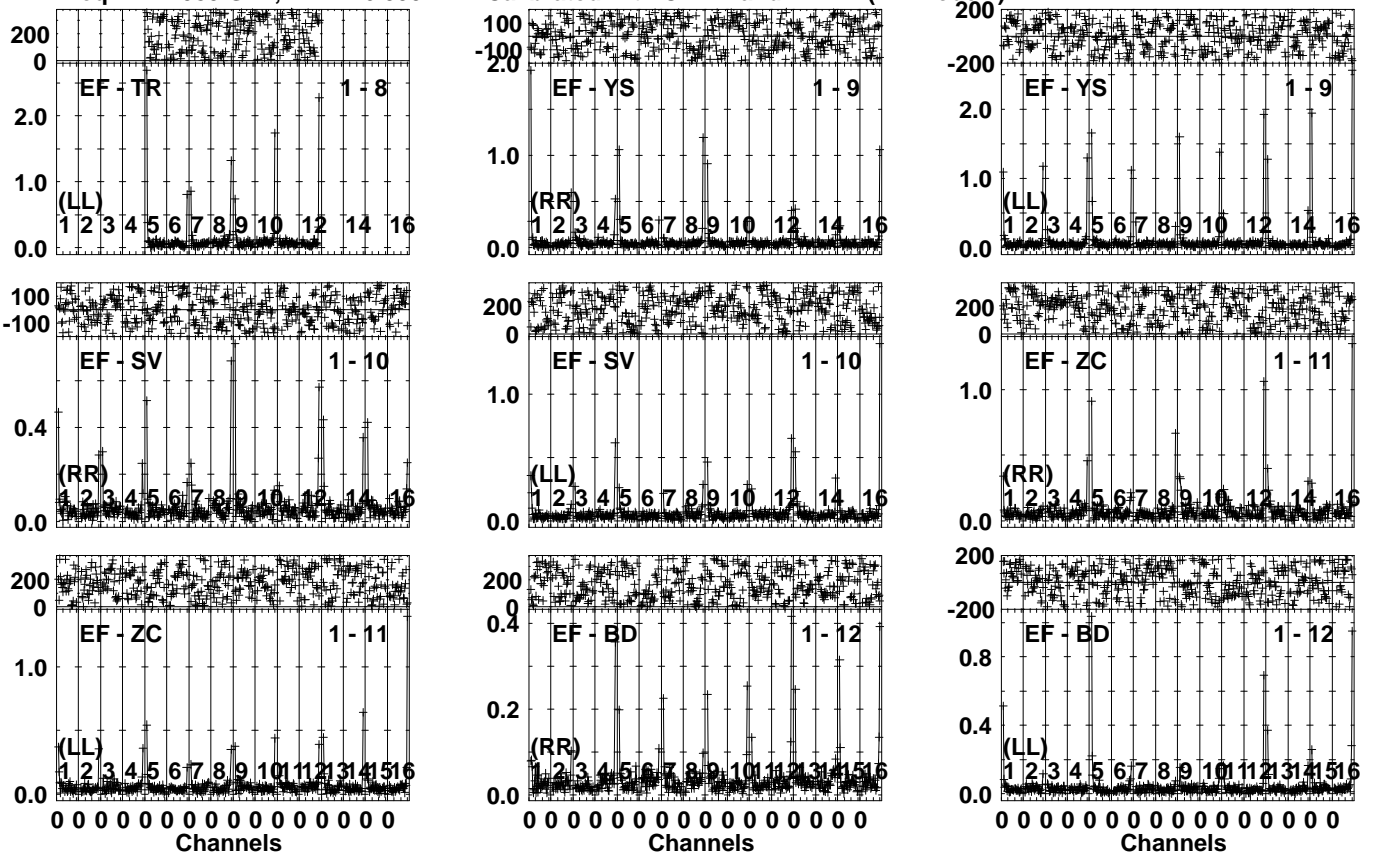 200 100 200
0 -100 -200
2.0
EF - TR 1 - 8 EF - YS 1 - 9 EF - YS 1 - 9
2.0 2.0
1.0 1.0 1.0
(LL) (RR) (LL)
1 2 3 4 5 6 7 8 9 10 12 14 16 1 2 3 4 5 6 7 8 9 10 12 14 16 1 2 3 4 5 6 7 8 9 10 12 14 16
0.0 0.0 0.0
100 200 200
-100 0 0
EF - SV 1 - 10 EF - SV 1 - 10 EF - ZC 1 - 11
0.4 1.0 1.0
(RR) (LL) (RR)
1 2 3 4 5 6 7 8 9 10 12 14 16 1 2 3 4 5 6 7 8 9 10 12 14 16 1 2 3 4 5 6 7 8 9 10 12 14 16
0.0 0.0 0.0
200 200 200
0 0 -200
0.4
EF - ZC 1 - 11 EF - BD 1 - 12 EF - BD 1 - 12
1.0 0.2 0.8
0.4
(LL) (RR) (LL)
1 2 3 4 5 6 7 8 9 10 11 12 13 14 15 16 1 2 3 4 5 6 7 8 9 10 11 12 13 14 15 16 1 2 3 4 5 6 7 8 9 10 11 12 13 14 15 16
0.0 0.0 0.0
0 0 0 0 0 0 0 0 0 0 0 0 0 0 0 0 0 0 0 0 0 0 0 0 0 0 0 0 0 0 0 0 0 0 0 0 0 0 0 0 0 0 0 0 0 0 0 0
Channels Channels Channels